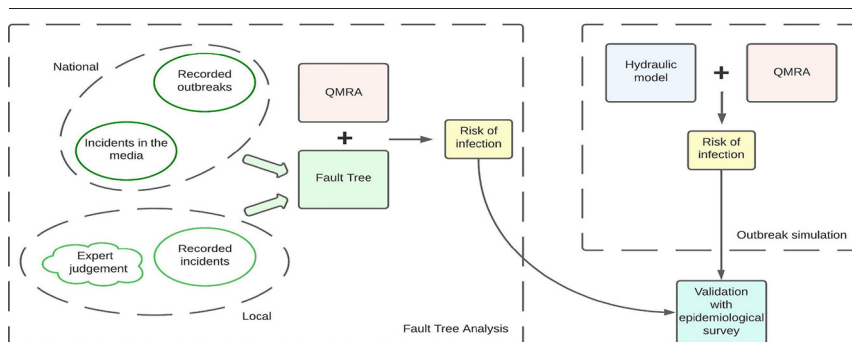 National
Recorded
outbreaks
Incidents in the
media
QMRA
+
Fault Tree
Risk of
infection
Expert
judgement
Recorded
incidents
Local
Fault Tree Analysis
Hydraulic
model
+
QMRA
Risk of
infection
Outbreak simulation
Validation
with
epidemiological
survey